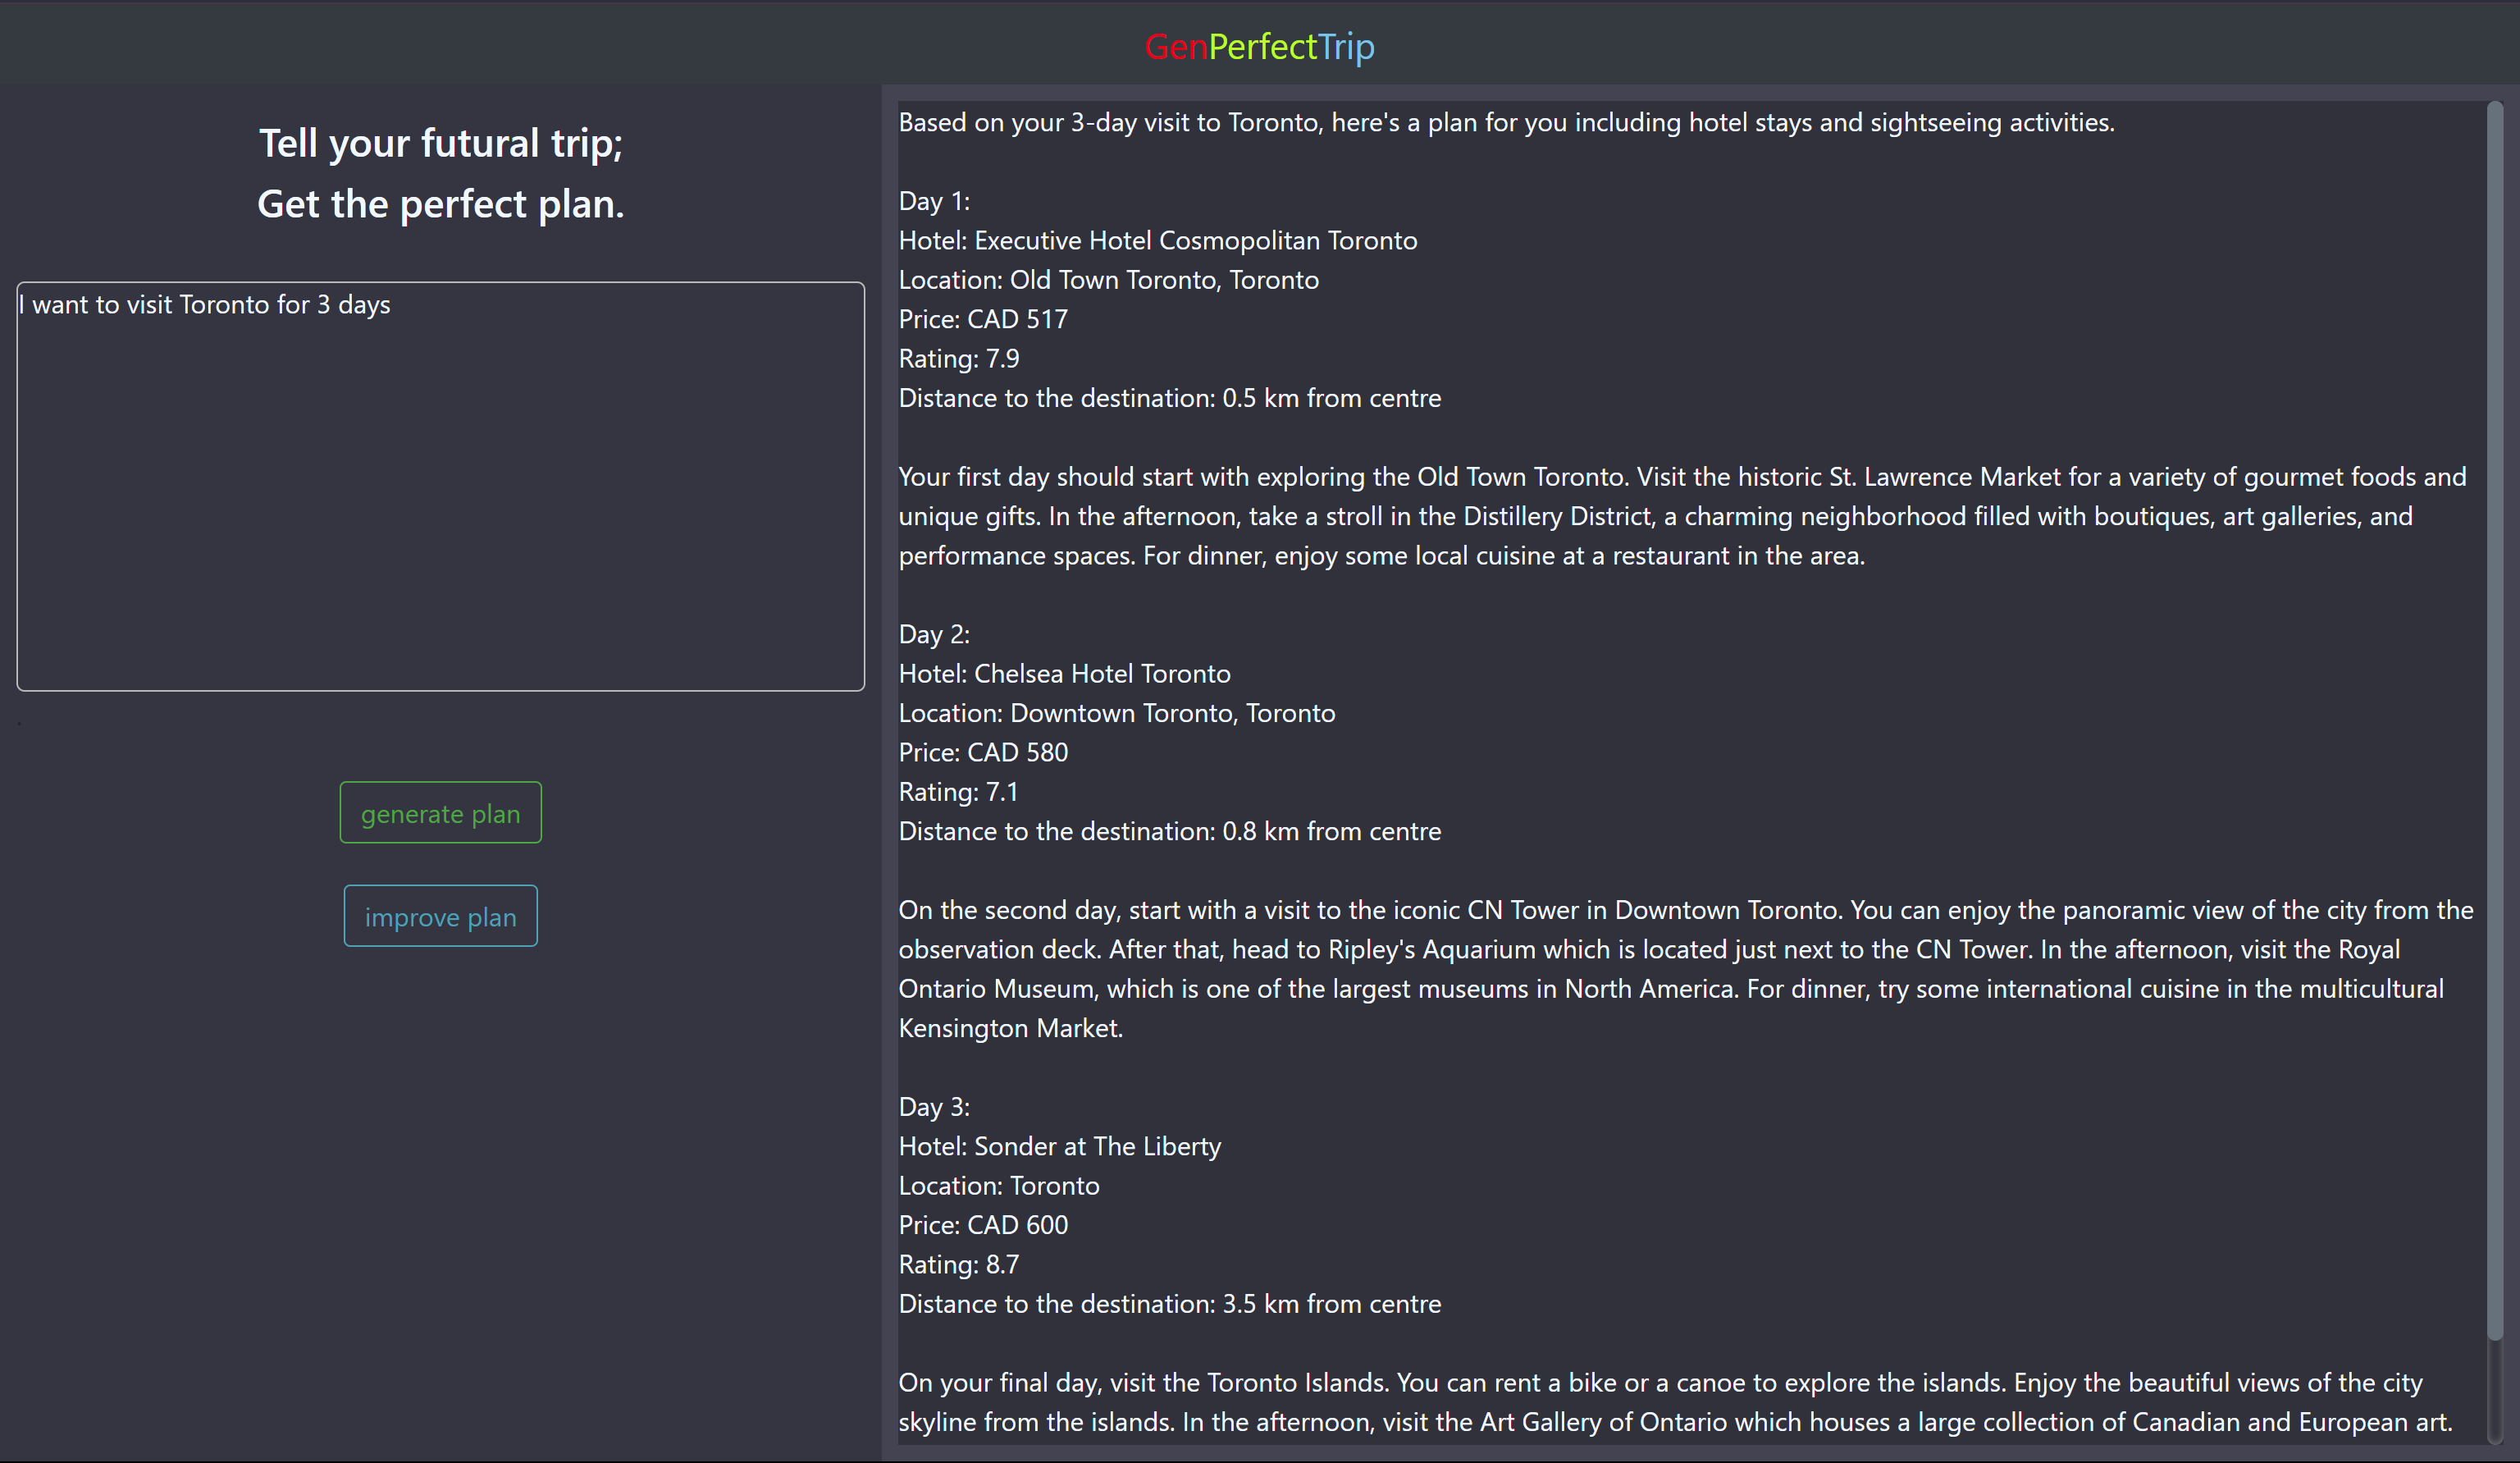 GenPerfectTrip
Tell your futural trip;
Get the perfect plan.
I want to visit Toronto for 3 days
generate plan
improve plan
Based on your 3-day visit to Toronto, here's a plan for you including hotel stays and sightseeing activities.
Day 1:
Hotel: Executive Hotel Cosmopolitan Toronto
Location: Old Town Toronto, Toronto
Price: CAD 517
Rating: 7.9
Distance to the destination: 0.5 km from centre
Your first day should start with exploring the Old Town Toronto. Visit the historic St. Lawrence Market for a variety of gourmet foods and
unique gifts. In the afternoon, take a stroll in the Distillery District, a charming neighborhood filled with boutiques, art galleries, and
performance spaces. For dinner, enjoy some local cuisine at a restaurant in the area.
Day 2:
Hotel: Chelsea Hotel Toronto
Location: Downtown Toronto, Toronto
Price: CAD 580
Rating: 7.1
Distance to the destination: 0.8 km from centre
On the second day, start with a visit to the iconic CN Tower in Downtown Toronto. You can enjoy the panoramic view of the city from the
observation deck. After that, head to Ripley's Aquarium which is located just next to the CN Tower. In the afternoon, visit the Royal
Ontario Museum, which is one of the largest museums in North America. For dinner, try some international cuisine in the multicultural
Kensington Market.
Day 3:
Hotel: Sonder at The Liberty
Location: Toronto
Price: CAD 600
Rating: 8.7
Distance to the destination: 3.5 km from centre
On your final day, visit the Toronto Islands. You can rent a bike or a canoe to explore the islands. Enjoy the beautiful views of the city
skyline from the islands. In the afternoon, visit the Art Gallery of Ontario which houses a large collection of Canadian and European art.